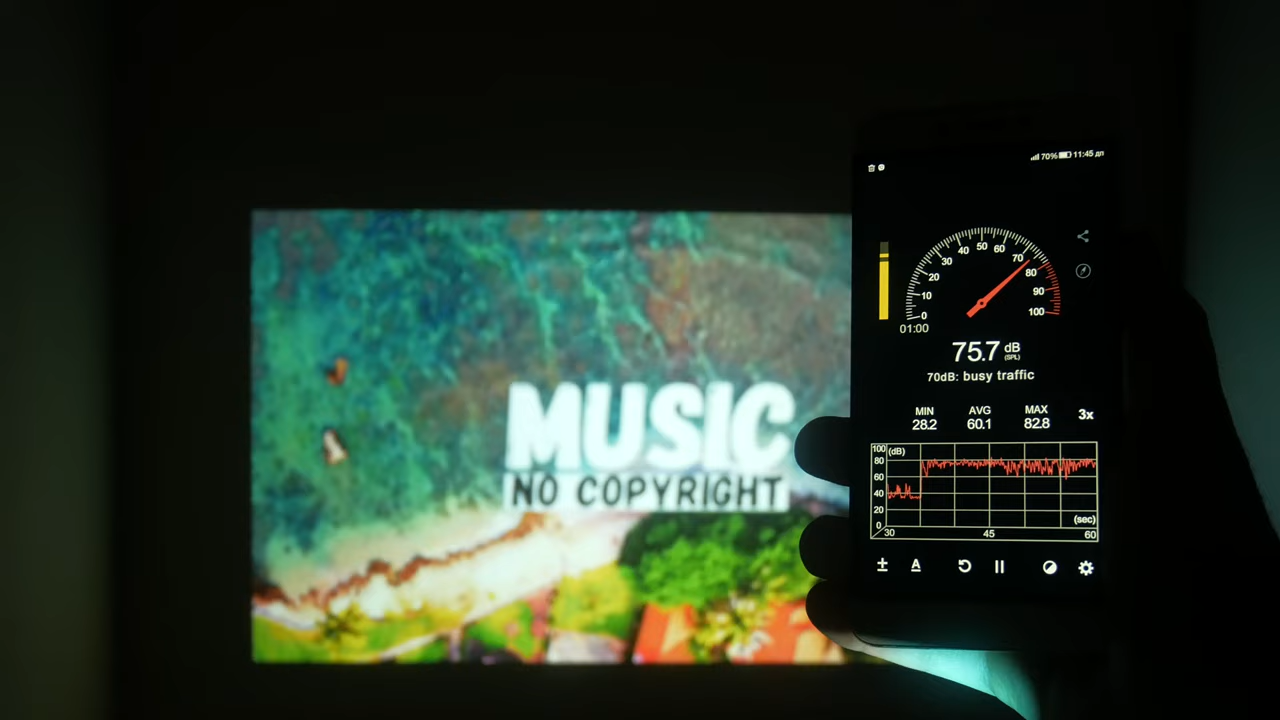 MUSIC
NO COPYRIGHT
70% 11:45 дп
0 10 20 30 40 50 60 70 80 90 100
01:00
75.7 dB
(SPL)
70dB: busy traffic
MIN AVG MAX 3x
28.2 60.1 82.8
100 (dB)
80
60
40
20
0 (sec)
30 45 60
A